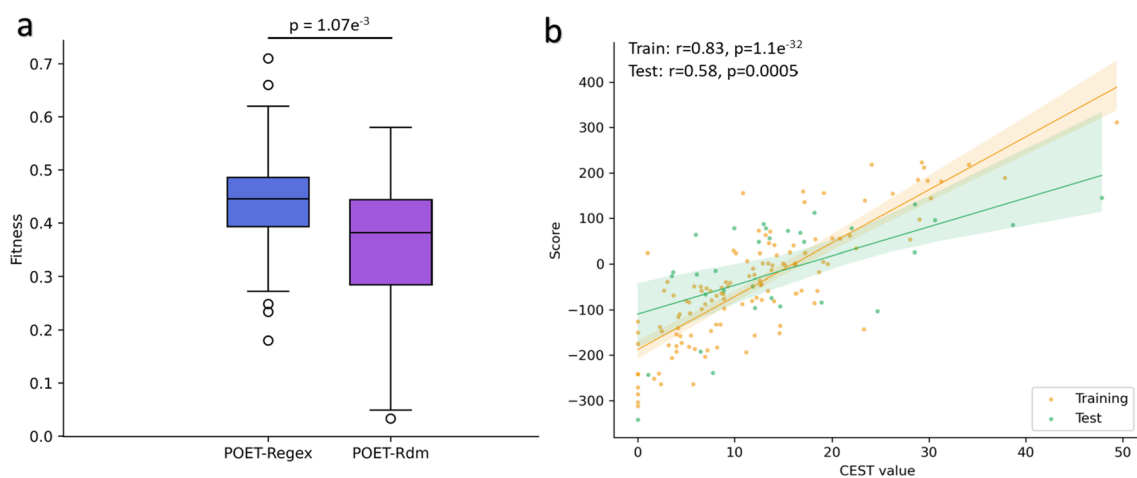 a
p = 1.07e-3
0.7
0.6
0.5
0.4
0.3
0.2
0.1
0.0
Fitness
POET-Regex
POET-Rdm
b
Train: r=0.83, p=1.1e-32
Test: r=0.58, p=0.0005
400
300
200
100
0
−100
−200
−300
Score
Training
Test
0
10
20
30
40
50
CEST value